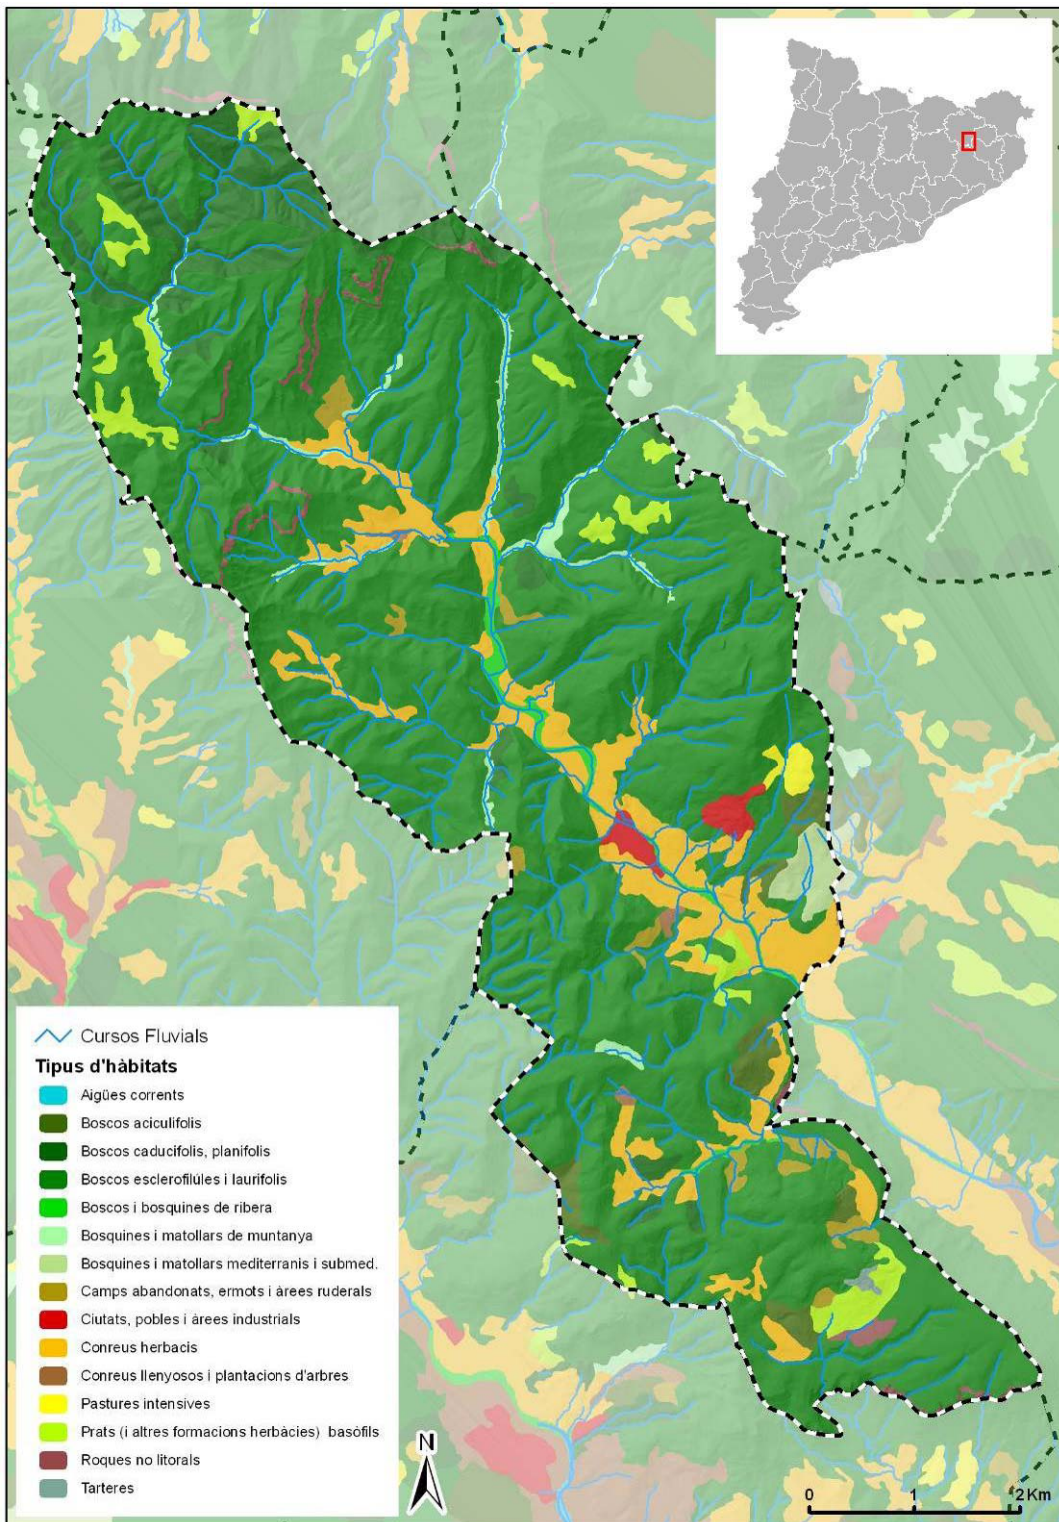 Cursos Fluvials
Tipus d'hàbitats
Aigües corrents
Boscos aciculifolis
Boscos caducifolis, planifolis
Boscos esclerofil·lúles i laurifolis
Boscos i bosquines de ribera
Bosquines i matollars de muntanya
Bosquines i matollars mediterranis i submed.
Camps abandonats, ermots i àrees ruderals
Ciutats, pobles i àrees industrials
Conreus herbacis
Conreus llenyosos i plantacions d'arbres
Pastures intensives
Prats (i altres formacions herbàcies) basòfils
Roques no litorals
Tarteres
N
0 1 2 Km